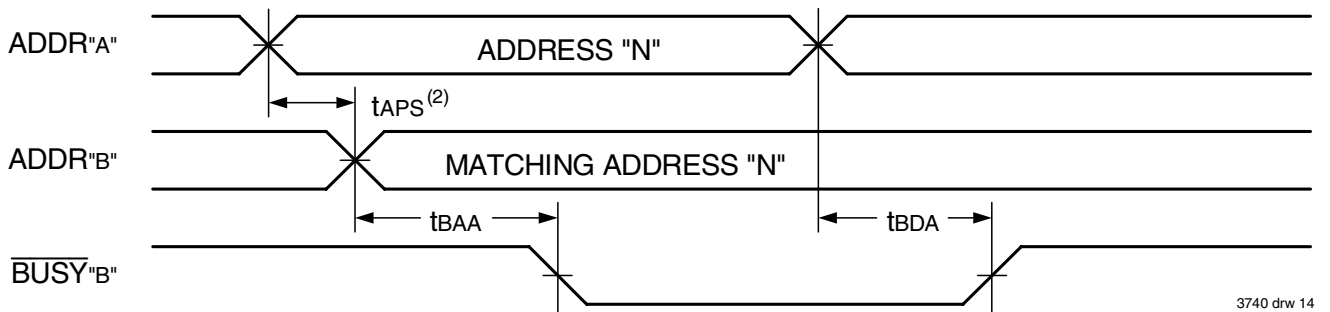 ADDR"A"
ADDRESS "N"
tAPS(2)
ADDR"B"
MATCHING ADDRESS "N"
tBAA
tBDA
BUSY"B"
3740 drw 14